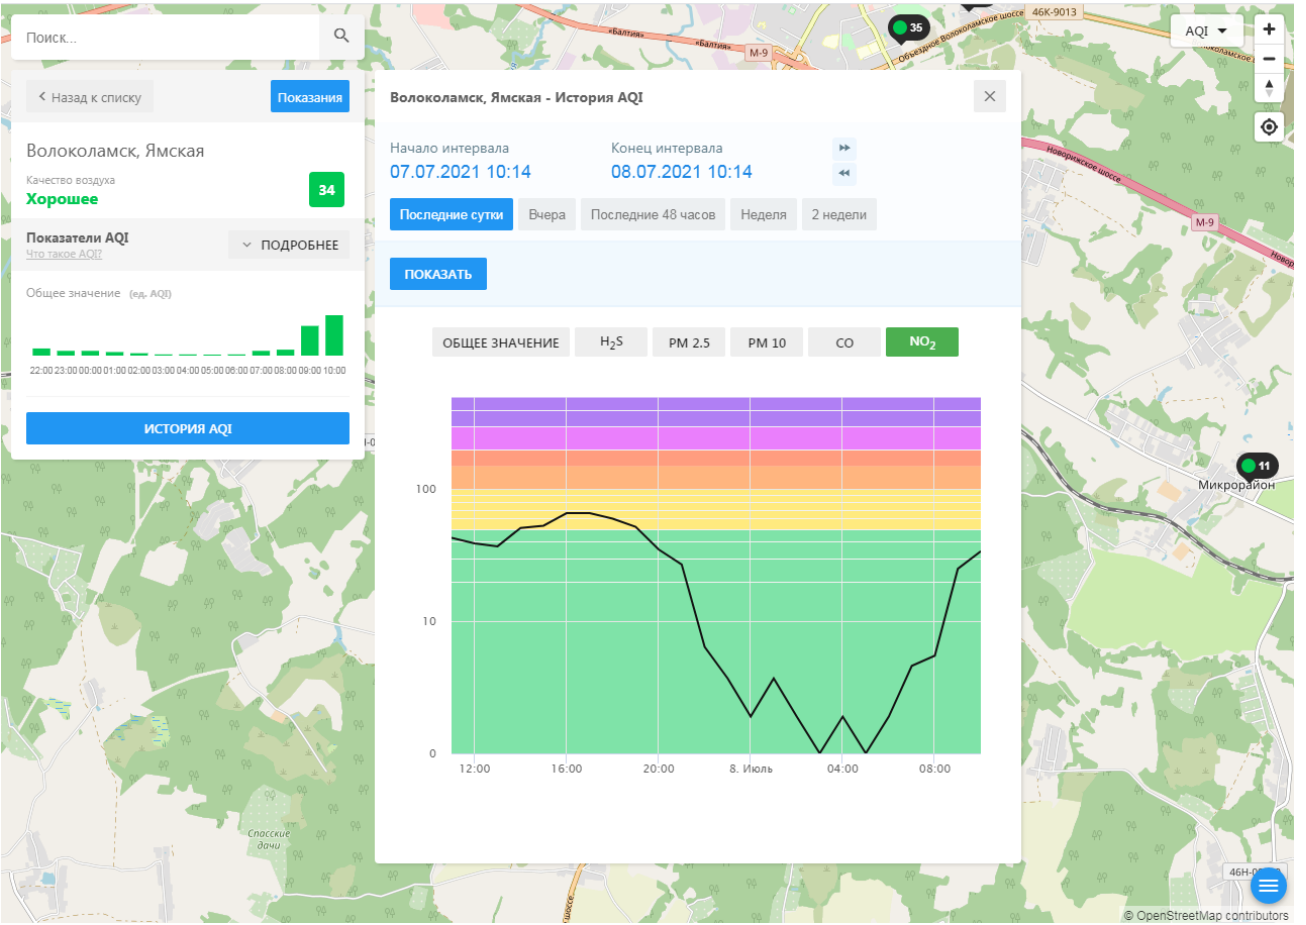 46К-9013
Поиск...
35
Объездное Волоколамское шоссе
AQI
+
«Балтия»
«Балтия»
М-9
−
Назад к списку
Показания
Волоколамск, Ямская - История AQI
Начало интервала
Конец интервала
07.07.2021 10:14
08.07.2021 10:14
Волоколамск, Ямская
Качество воздуха
Хорошее
34
Новорижское шоссе
М-9
Последние сутки
Вчера
Последние 48 часов
Неделя
2 недели
Показатели AQI
ПОДРОБНЕЕ
Что такое AQI?
ПОКАЗАТЬ
Общее значение (ед. AQI)
22:00 23:00 00:00 01:00 02:00 03:00 04:00 05:00 06:00 07:00 08:00 09:00 10:00
ОБЩЕЕ ЗНАЧЕНИЕ
H2S
PM 2.5
PM 10
CO
NO2
ИСТОРИЯ AQI
11
Микрорайон
100
10
0
12:00
16:00
20:00
8. Июль
04:00
08:00
Спасские
дачи
© OpenStreetMap contributors